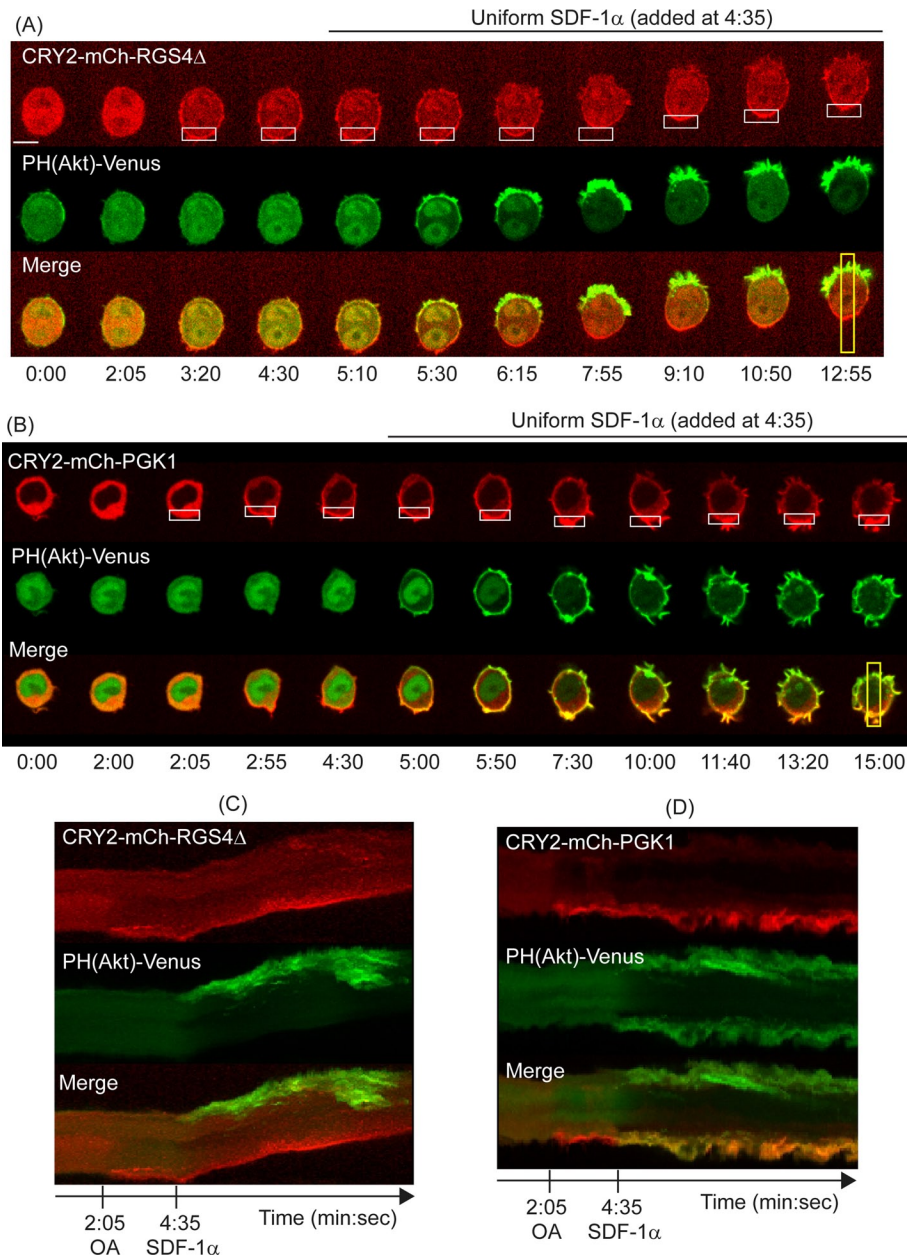 (A)
Uniform SDF-1α (added at 4:35)
CRY2-mCh-RGS4Δ
PH(Akt)-Venus
Merge
0:00 2:05 3:20 4:30 5:10 5:30 6:15 7:55 9:10 10:50 12:55
(B)
Uniform SDF-1α (added at 4:35)
CRY2-mCh-PGK1
PH(Akt)-Venus
Merge
0:00 2:00 2:05 2:55 4:30 5:00 5:50 7:30 10:00 11:40 13:20 15:00
(C)
CRY2-mCh-RGS4Δ
PH(Akt)-Venus
Merge
2:05 4:35 Time (min:sec)
OA SDF-1α
(D)
CRY2-mCh-PGK1
PH(Akt)-Venus
Merge
2:05 4:35 Time (min:sec)
OA SDF-1α